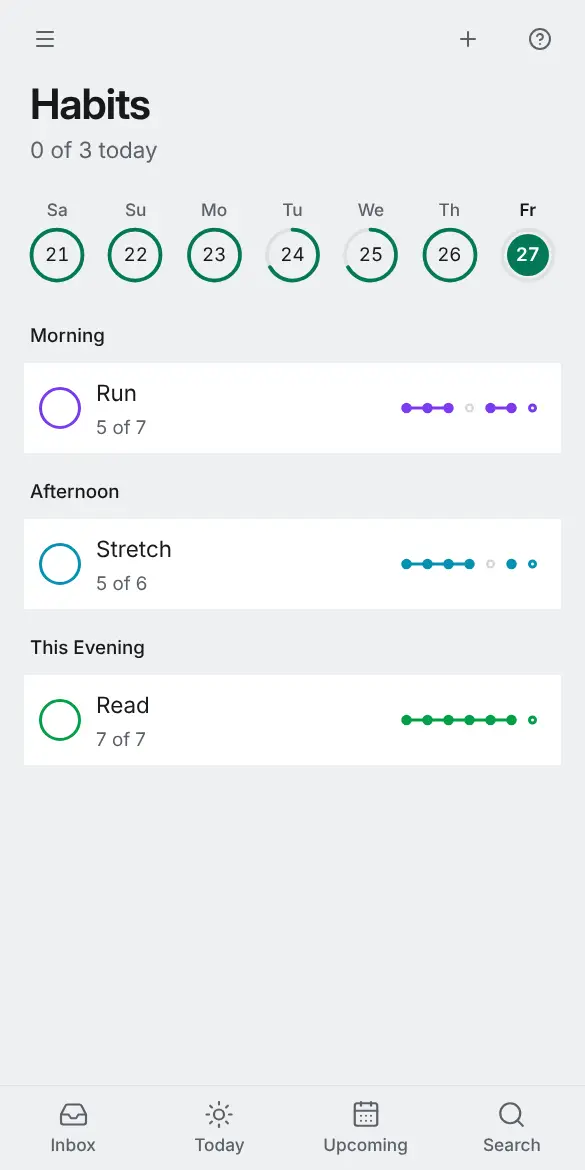 Habits
0 of 3 today
Sa Su Mo Tu We Th Fr
21 22 23 24 25 26 27
Morning
Run
5 of 7
Afternoon
Stretch
5 of 6
This Evening
Read
7 of 7
Inbox Today Upcoming Search